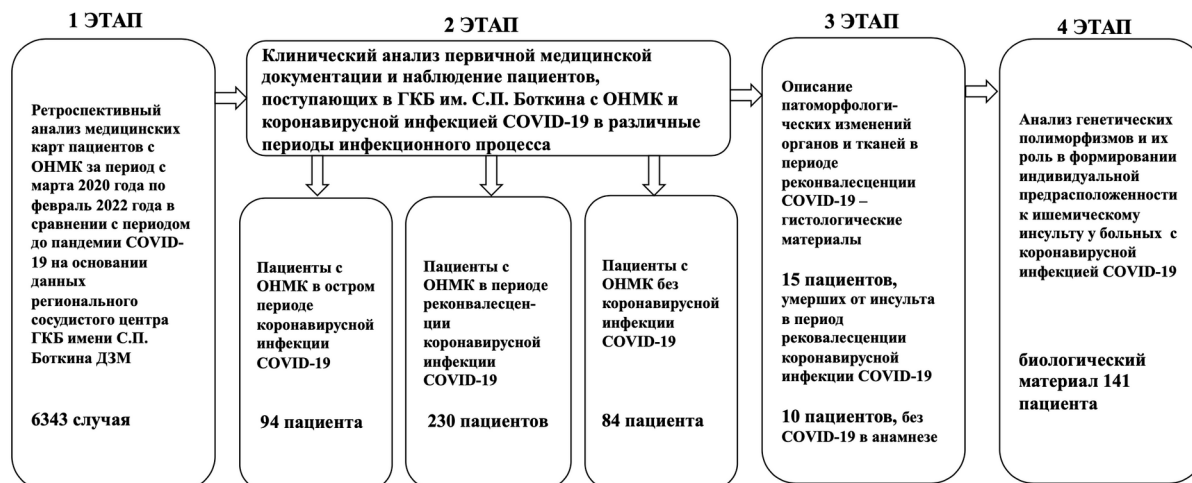 1 ЭТАП
Ретроспективный
анализ медицинских
карт пациентов с
ОНМК за период с
марта 2020 года по
февраль 2022 года в
сравнении с периодом
до пандемии COVID-
19 на основании
данных
регионального
сосудистого центра
ГКБ имени С.П.
Боткина ДЗМ
6343 случая
2 ЭТАП
Клинический анализ первичной медицинской
документации и наблюдение пациентов,
поступающих в ГКБ им. С.П. Боткина с ОНМК и
коронавирусной инфекцией COVID-19 в различные
периоды инфекционного процесса
Пациенты с
ОНМК в остром
периоде
коронавирусной
инфекции
COVID-19
94 пациента
Пациенты с
ОНМК в периоде
реконвалесцен-
ции
коронавирусной
инфекции
COVID-19
230 пациентов
Пациенты с
ОНМК без
коронавирусной
инфекции
COVID-19
84 пациента
3 ЭТАП
Описание
патоморфологи-
ческих изменений
органов и тканей в
периоде
реконвалесценции
COVID-19 –
гистологические
материалы
15 пациентов,
умерших от инсульта
в период
рековалесценции
коронавирусной
инфекции COVID-19
10 пациентов, без
COVID-19 в анамнезе
4 ЭТАП
Анализ генетических
полиморфизмов и их
роль в формировании
индивидуальной
предрасположенности
к ишемическому
инсульту у больных с
коронавирусной
инфекцией COVID-19
биологический
материал 141
пациента